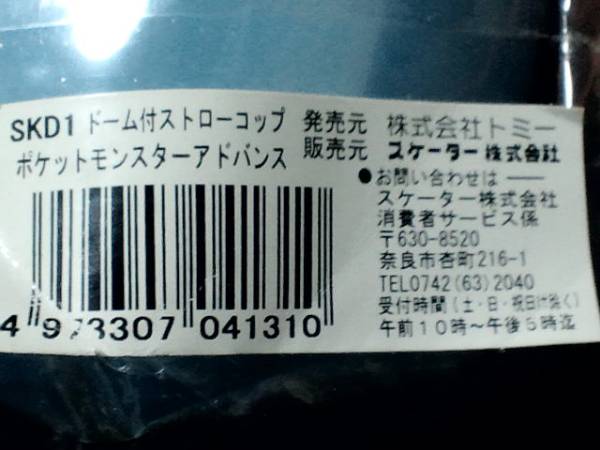 SKD1 ドーム付ストローコップ
ポケットモンスターアドバンス
4 973307 041310
発売元 株式会社トミー
販売元 スケーター株式会社
●お問い合わせは
スケーター株式会社
消費者サービス係
〒630-8520
奈良市杏町216-1
TEL0742(63)2040
受付時間(土・日・祝日は除く)
午前10時~午後5時迄